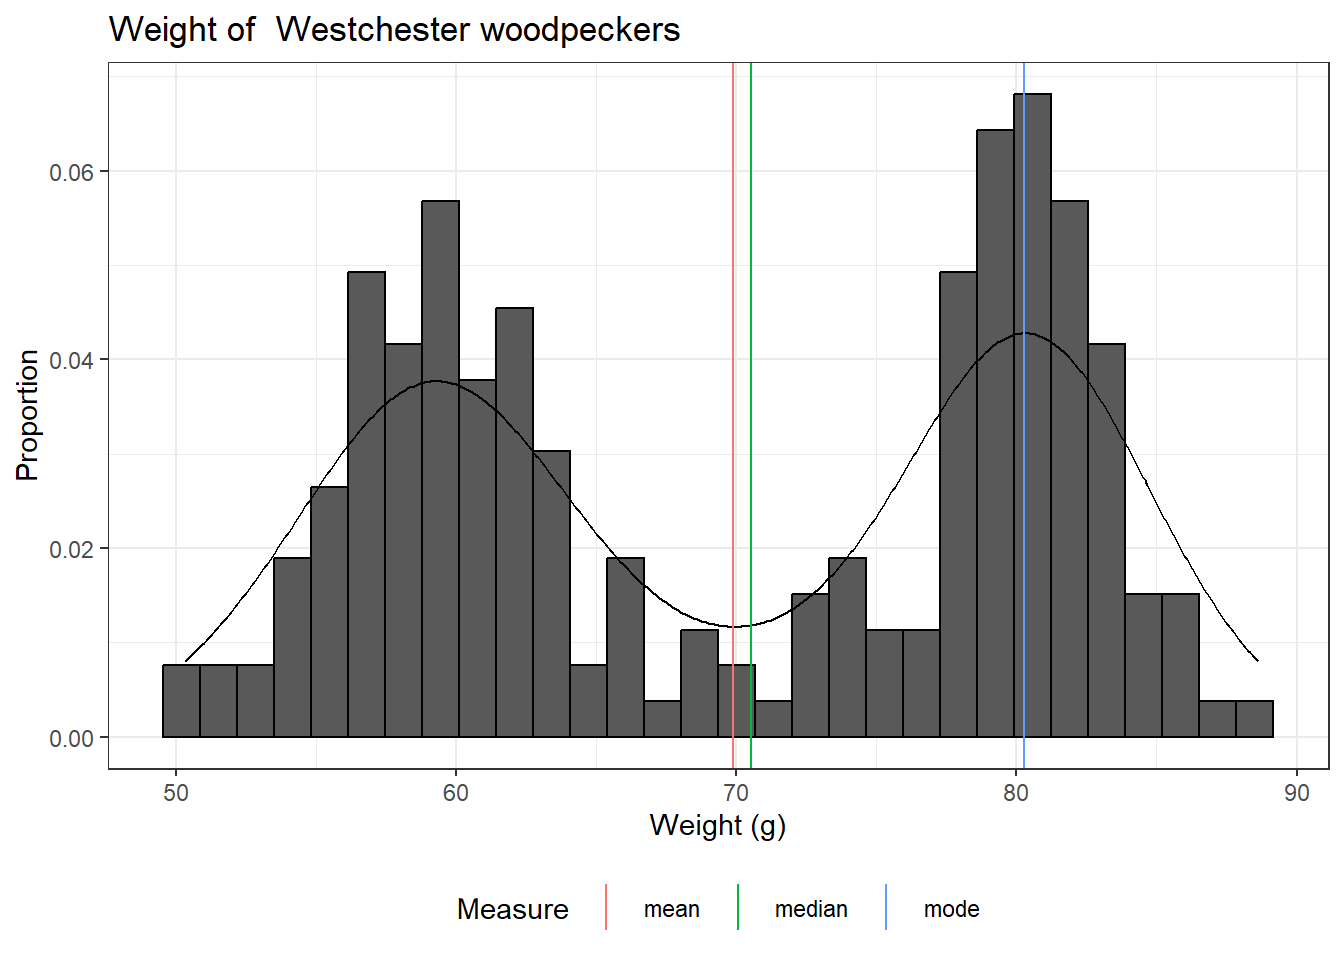 Weight of  Westchester woodpeckers
Proportion
0.06
0.04
0.02
0.00
50 60 70 80 90
Weight (g)
Measure mean median mode